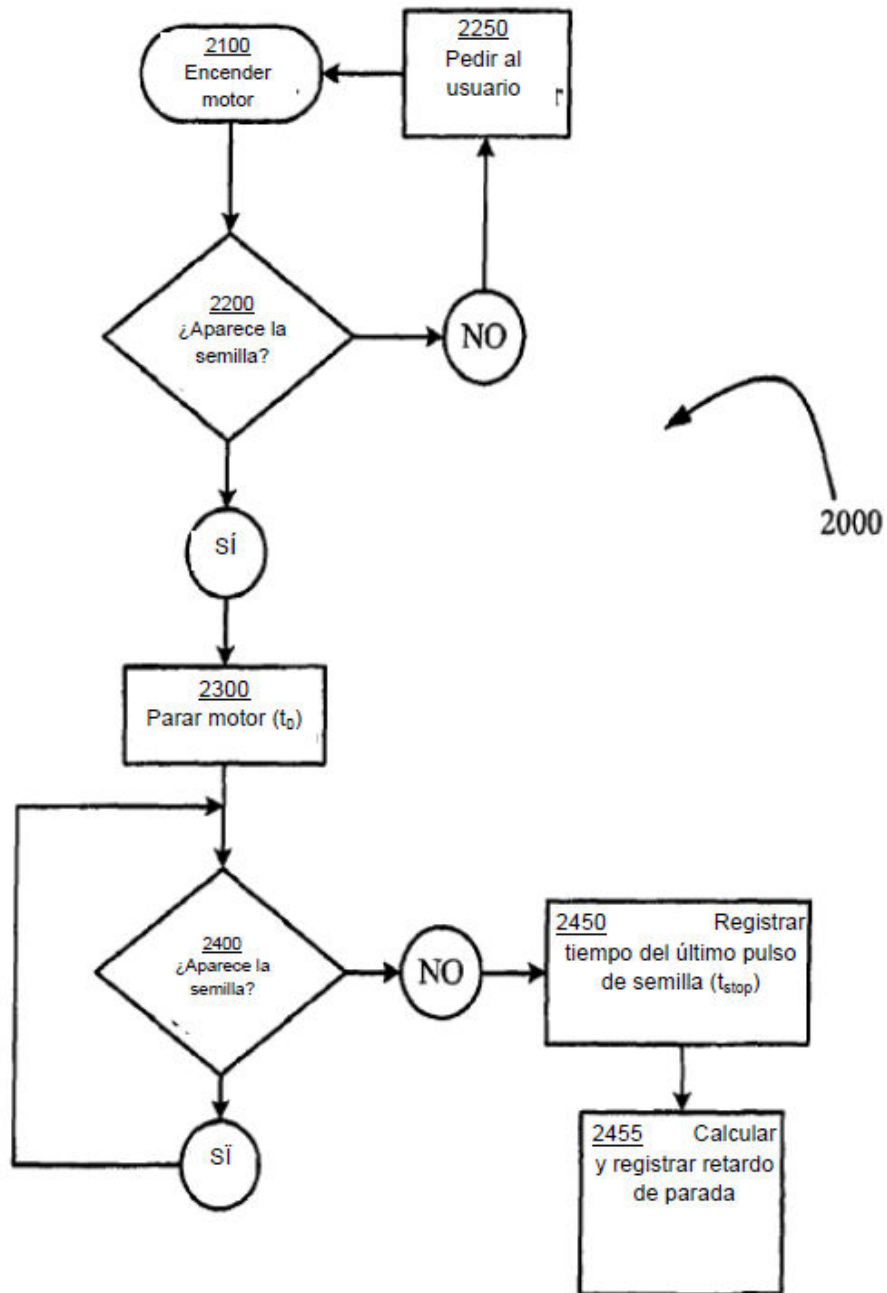 2100
Encender
motor
2250
Pedir al
usuario
2200
¿Aparece la
semilla?
NO
2000
SÍ
2300
Parar motor (t₀)
2400
¿Aparece la
semilla?
NO
2450 Registrar
tiempo del último pulso
de semilla (tstop)
SÏ
2455 Calcular
y registrar retardo
de parada